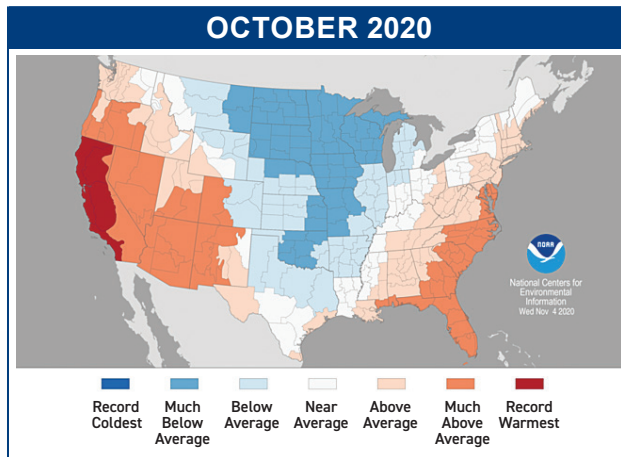 OCTOBER 2020
NOAA
National Centers for
Environmental
Information
Wed Nov 4 2020
Record
Coldest
Much
Below
Average
Below
Average
Near
Average
Above
Average
Much
Above
Average
Record
Warmest